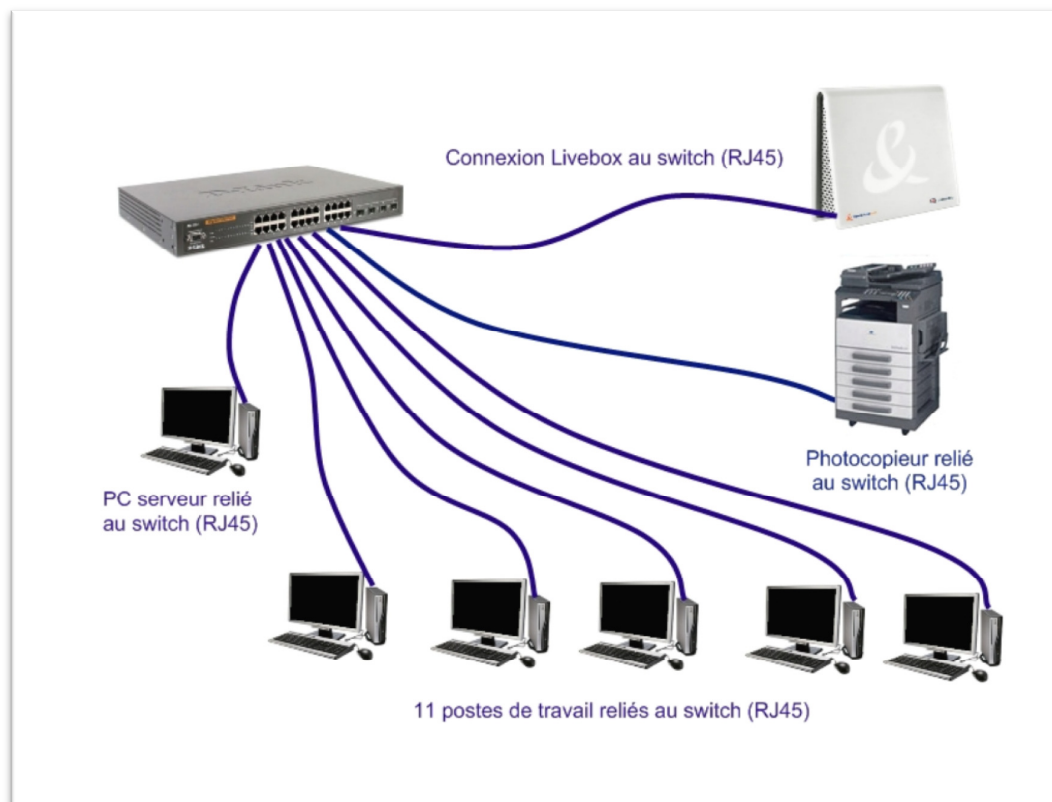 Connexion Livebox au switch (RJ45)
D-Link
Photocopieur relié
au switch (RJ45)
PC serveur relié
au switch (RJ45)
11 postes de travail reliés au switch (RJ45)